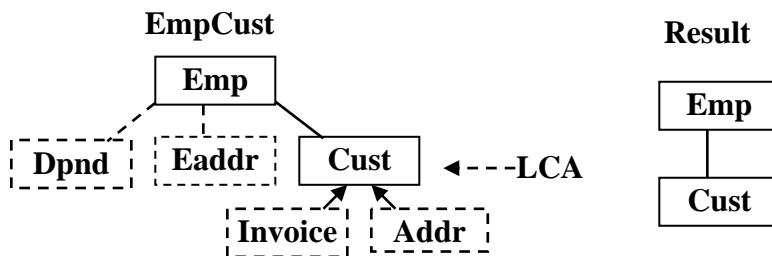 EmpCust
Result
Emp
Emp
Dpnd
Eaddr
Cust
LCA
Cust
Invoice
Addr